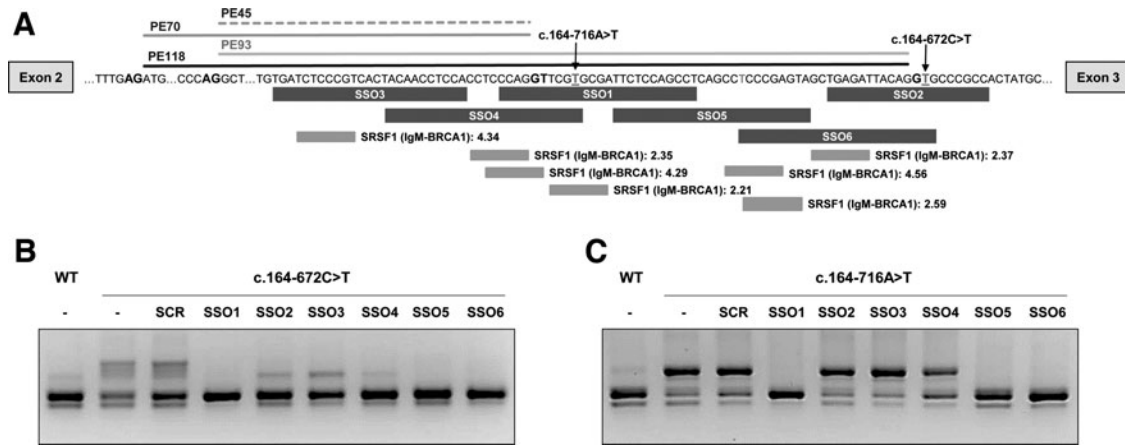 A
PE45
PE70
c.164-716A>T
c.164-672C>T
PE93
PE118
Exon 2
...TTTGAGATG...CCCAGGCT...TGTGATCTCCCGTCACTACAACCTCCACCTCCCAGGTTCGTGCGATTCTCCAGCCTCAGCCTCCCGAGTAGCTGAGATTACAGGTGCCCGCCACTATGC...
Exon 3
SSO3
SSO1
SSO2
SSO4
SSO5
SSO6
SRSF1 (IgM-BRCA1): 4.34
SRSF1 (IgM-BRCA1): 2.35
SRSF1 (IgM-BRCA1): 2.37
SRSF1 (IgM-BRCA1): 4.29
SRSF1 (IgM-BRCA1): 4.56
SRSF1 (IgM-BRCA1): 2.21
SRSF1 (IgM-BRCA1): 2.59
B
WT
c.164-672C>T
- - SCR SSO1 SSO2 SSO3 SSO4 SSO5 SSO6
C
WT
c.164-716A>T
- - SCR SSO1 SSO2 SSO3 SSO4 SSO5 SSO6